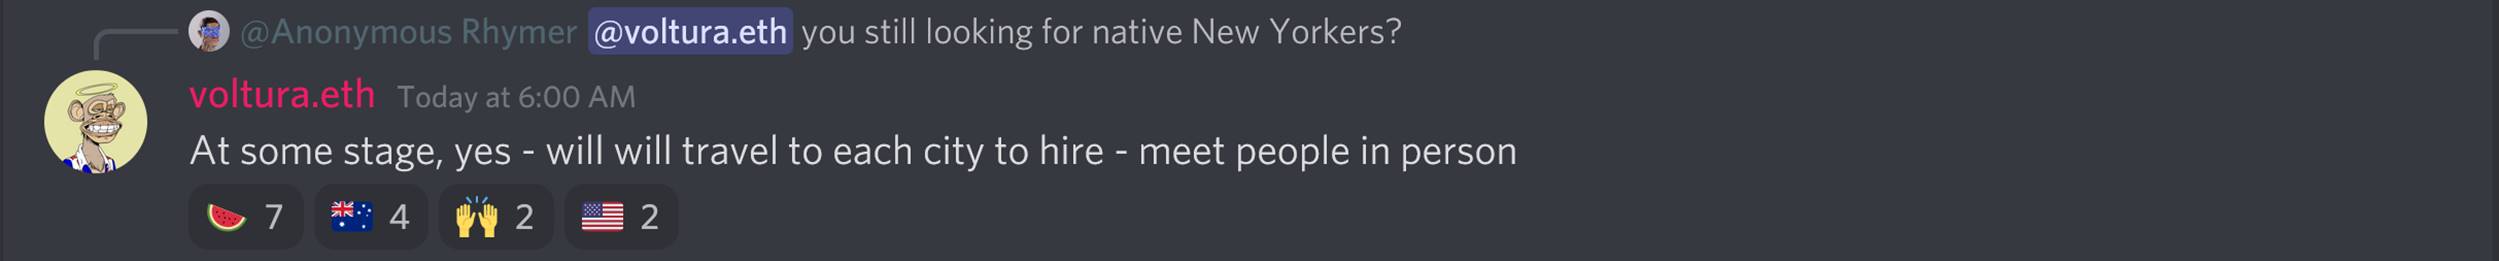 @Anonymous Rhymer @voltura.eth you still looking for native New Yorkers?
voltura.eth Today at 6:00 AM
At some stage, yes - will will travel to each city to hire - meet people in person
7 4 2 2